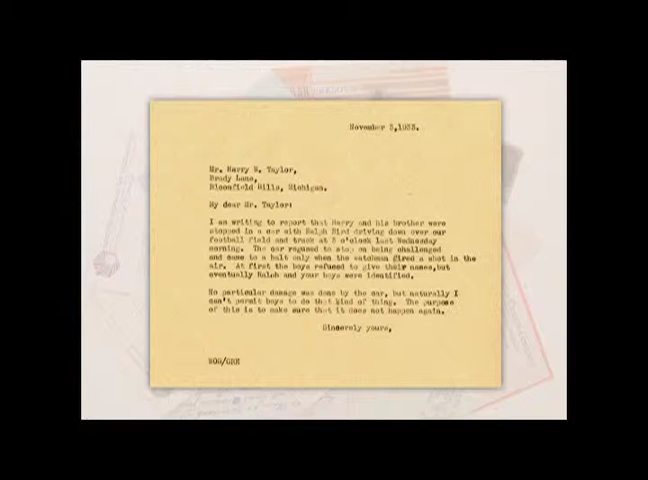 November 3,1933.
Mr. Harry W. Taylor,
Brady Lane,
Bloomfield Hills, Michigan.
My dear Mr. Taylor:
I am writing to report that Harry and his brother were
stopped in a car with Ralph Bird driving down over our
football field and track at 5 o'clock last Wednesday
morning. The car regused to stop on being challenged
and came to a halt only when the watchman fired a shot in the
air. At first the boys refused to give their names,but
eventually Ralph and your boys were identified.
No particular damage was done by the car, but naturally I
can't permit boys to do that kind of thing. The purpose
of this is to make sure that it does not happen again.
Sincerely yours,
WOS/GRH